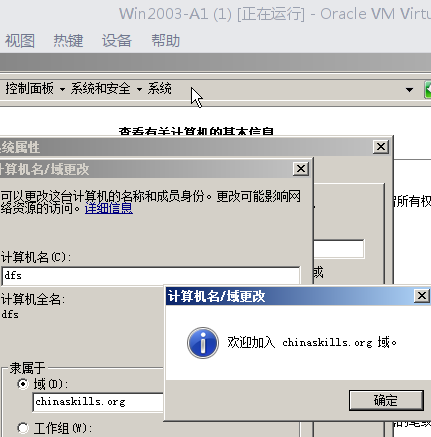 Win2003-A1 (1) [正在运行] - Oracle VM Virtu
视图 热键 设备 帮助
控制面板 系统和安全 系统
查看有关计算机的基本信息
系统属性
计算机名/域更改
可以更改这台计算机的名称和成员身份。更改可能影响网
络资源的访问。详细信息
计算机名(C):
dfs
或
计算机全名:
dfs
计算机名/域更改
欢迎加入 chinaskills.org 域。
确定
隶属于
域(D):
chinaskills.org
工作组(W):